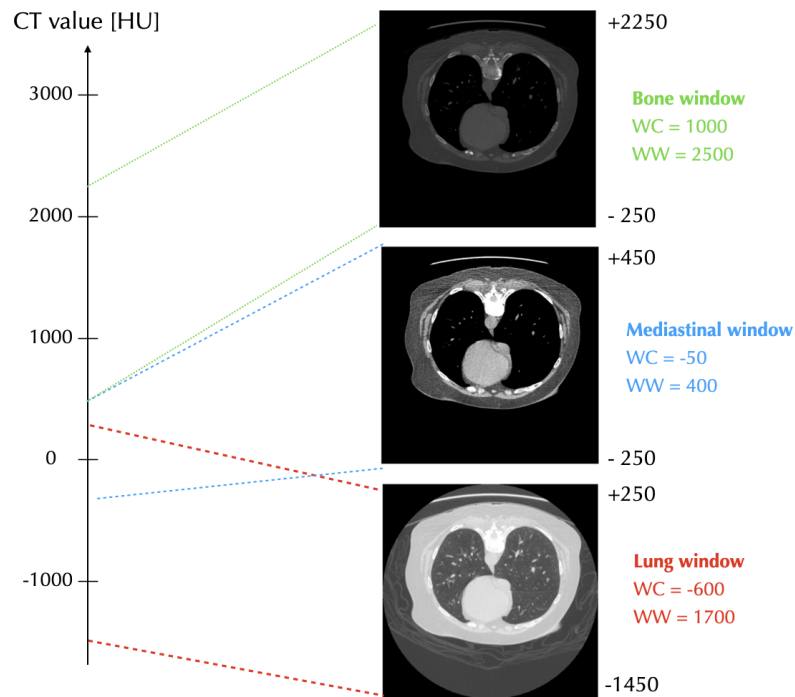 CT value [HU]
3000
2000
1000
0
-1000
+2250
Bone window
WC = 1000
WW = 2500
- 250
+450
Mediastinal window
WC = -50
WW = 400
- 250
+250
Lung window
WC = -600
WW = 1700
-1450